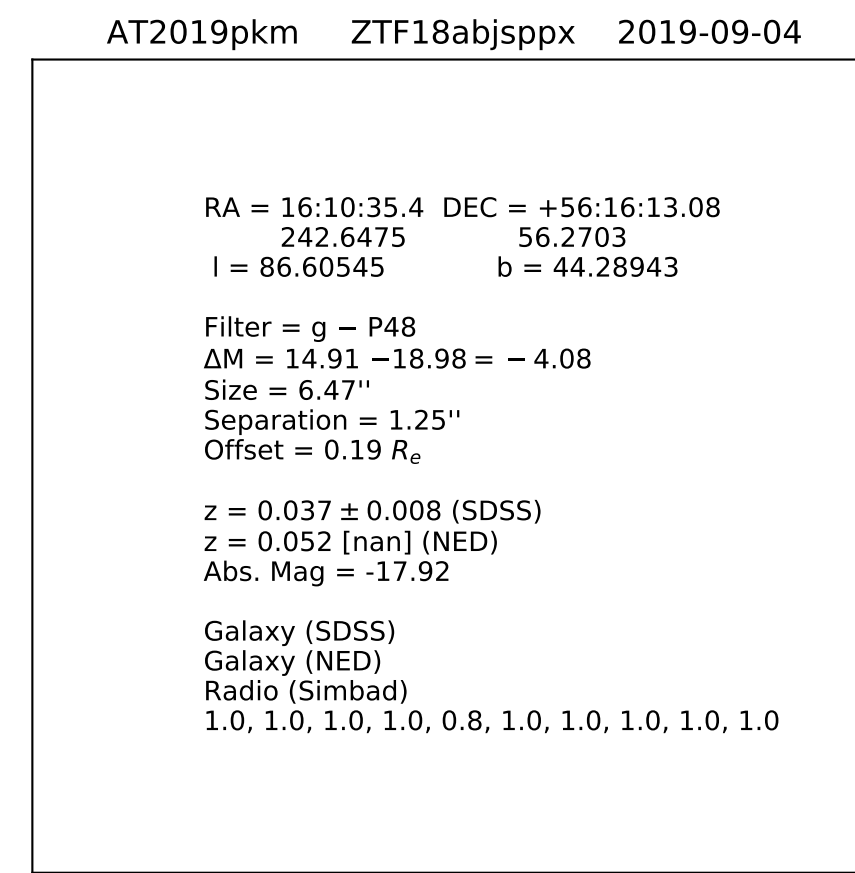 AT2019pkm ZTF18abjsppx 2019-09-04
RA = 16:10:35.4 DEC = +56:16:13.08
242.6475 56.2703
l = 86.60545 b = 44.28943
Filter = g − P48
ΔM = 14.91 −18.98 = − 4.08
Size = 6.47''
Separation = 1.25''
Offset = 0.19 Re
z = 0.037 ± 0.008 (SDSS)
z = 0.052 [nan] (NED)
Abs. Mag = -17.92
Galaxy (SDSS)
Galaxy (NED)
Radio (Simbad)
1.0, 1.0, 1.0, 1.0, 0.8, 1.0, 1.0, 1.0, 1.0, 1.0